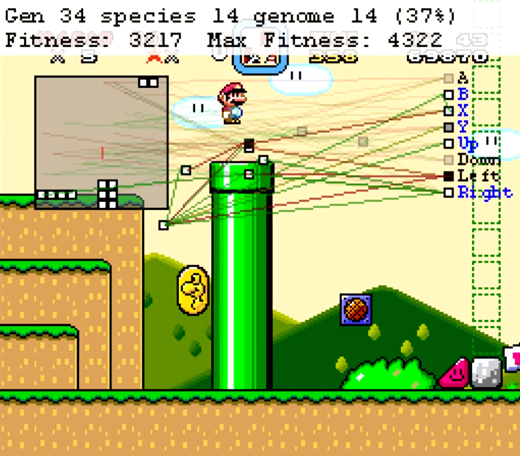 Gen 34 species 14 genome 14 (37%)
Fitness: 3217 Max Fitness: 4322
A
B
X
Y
Up
Down
Left
Right